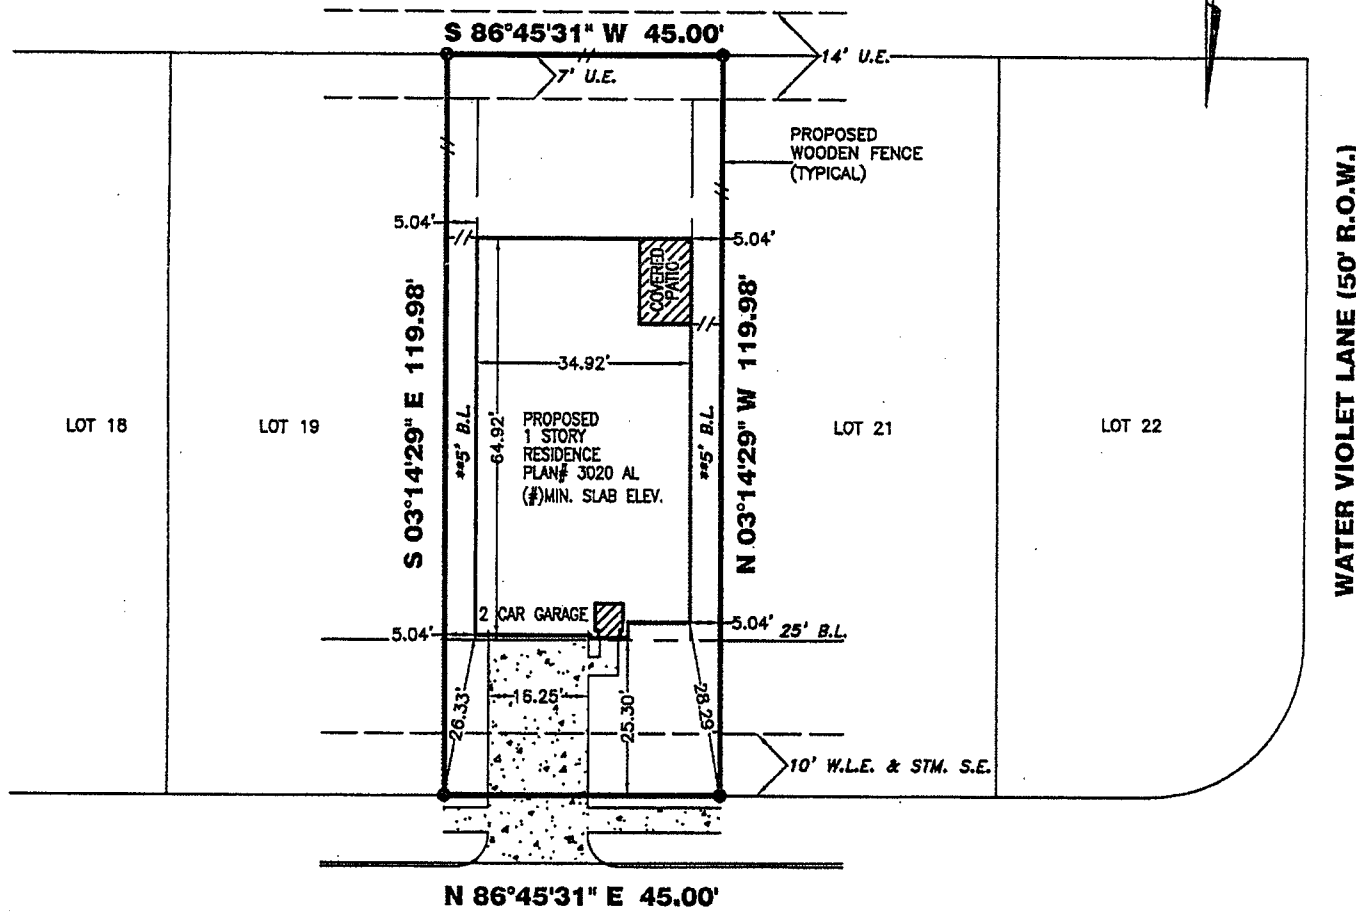 S 86°45'31" W 45.00'
14' U.E.
7' U.E.
PROPOSED
WOODEN FENCE
(TYPICAL)
5.04'
5.04'
COVERED
PATIO
S 03°14'29" E 119.98'
N 03°14'29" W 119.98'
WATER VIOLET LANE (50' R.O.W.)
34.92'
64.92'
**5' B.L.
**5' B.L.
LOT 18
LOT 19
PROPOSED
1 STORY
RESIDENCE
PLAN# 3020 AL
(#)MIN. SLAB ELEV.
LOT 21
LOT 22
2 CAR GARAGE
5.04'
5.04'
25' B.L.
26.33'
16.25'
25.30'
28.29'
10' W.L.E. & STM. S.E.
N 86°45'31" E 45.00'